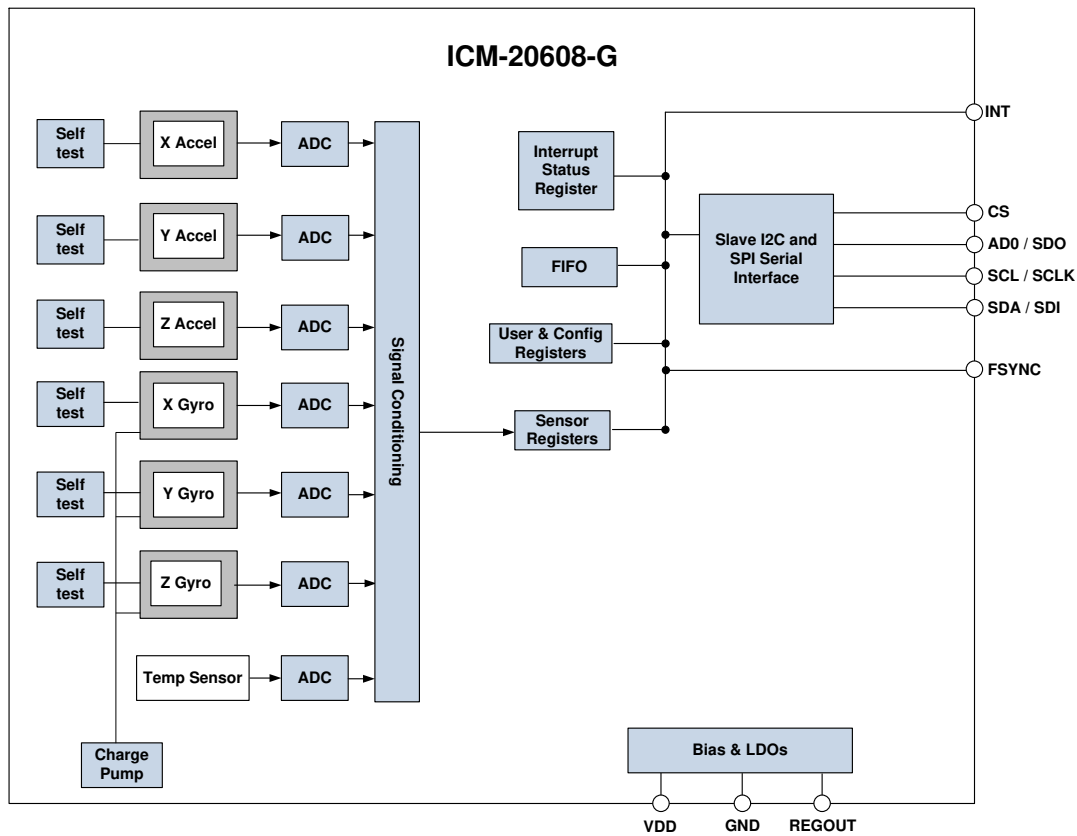 ICM-20608-G
Self
test
X Accel
ADC
Self
test
Y Accel
ADC
Self
test
Z Accel
ADC
Self
test
X Gyro
ADC
Self
test
Y Gyro
ADC
Self
test
Z Gyro
ADC
Temp Sensor
ADC
Charge
Pump
Signal Conditioning
Interrupt
Status
Register
FIFO
User & Config
Registers
Sensor
Registers
Slave I2C and
SPI Serial
Interface
INT
CS
AD0 / SDO
SCL / SCLK
SDA / SDI
FSYNC
Bias & LDOs
VDD
GND
REGOUT